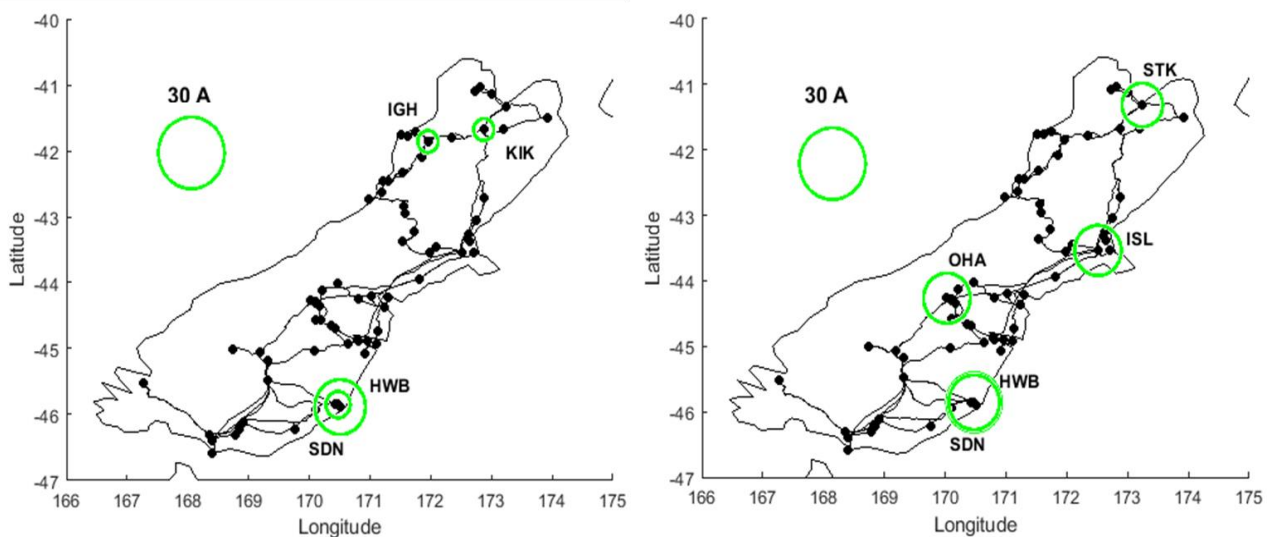 -40
-41
-42
-43
-44
-45
-46
-47
Latitude
30 A
IGH
KIK
HWB
SDN
166 167 168 169 170 171 172 173 174 175
Longitude
-40
-41
-42
-43
-44
-45
-46
-47
Latitude
30 A
STK
ISL
OHA
HWB
SDN
166 167 168 169 170 171 172 173 174 175
Longitude